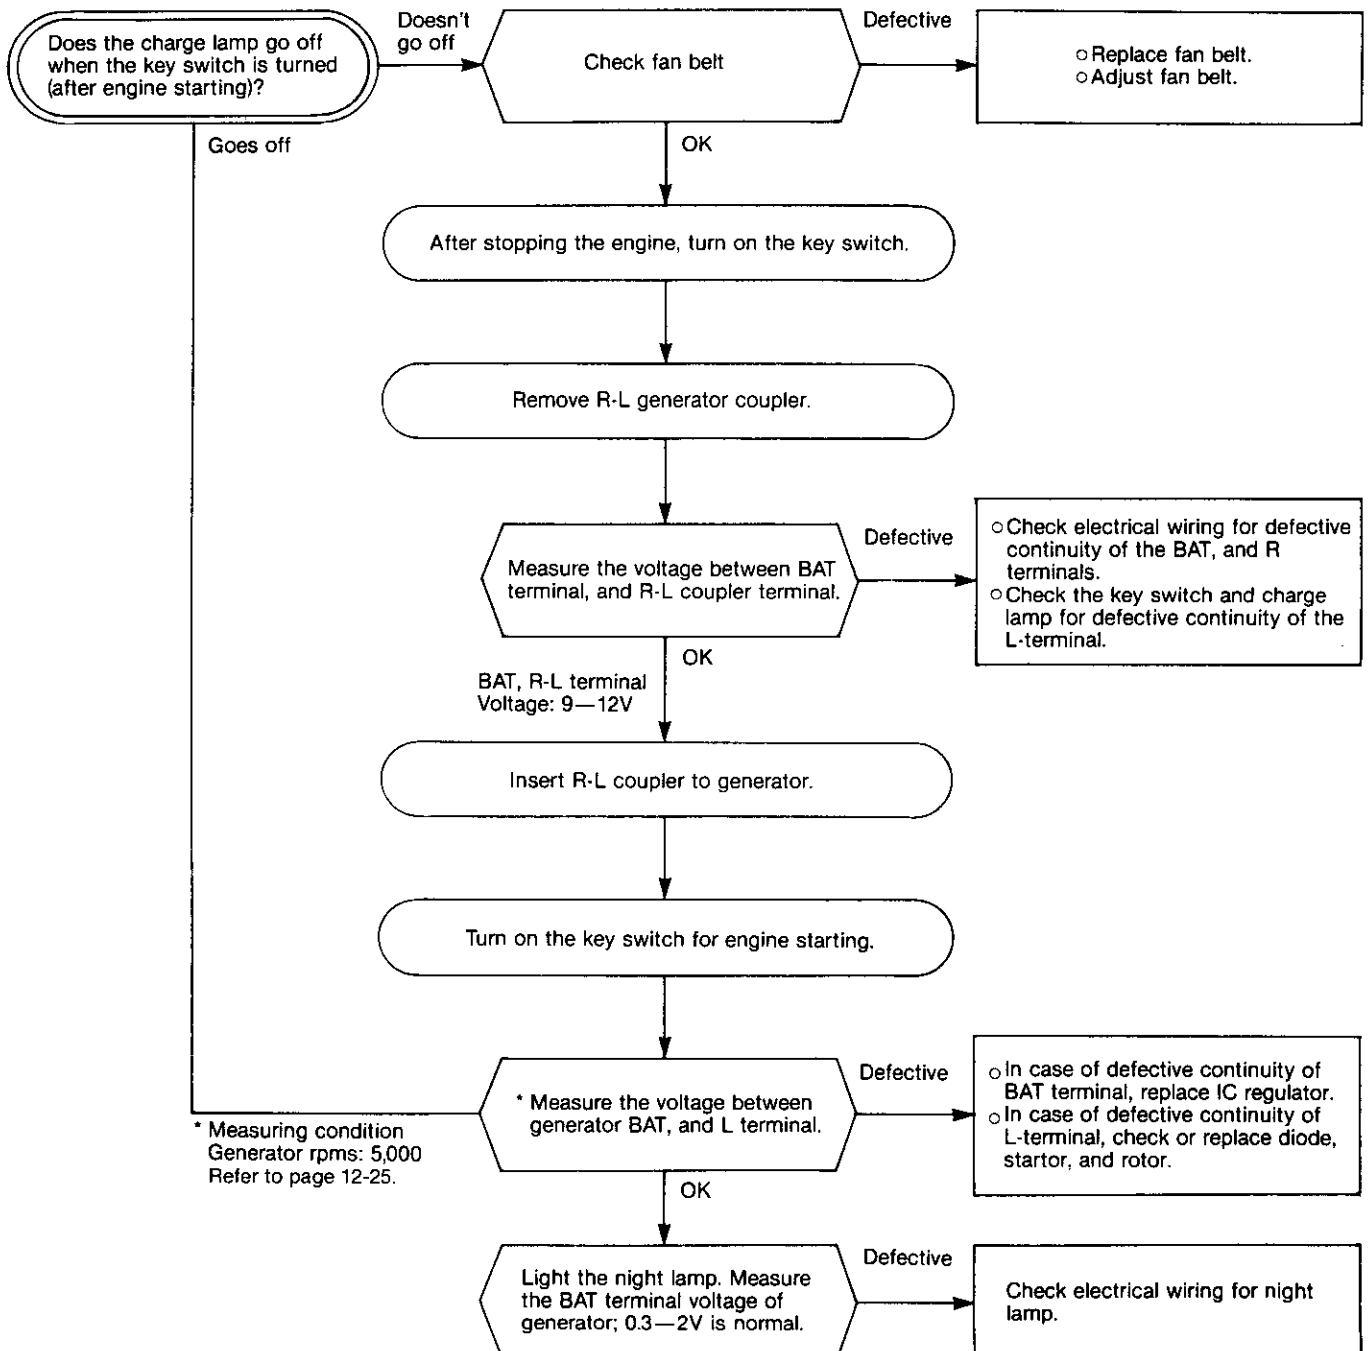 Does the charge lamp go off
when the key switch is turned
(after engine starting)?
Doesn't
go off
Check fan belt
Defective
○ Replace fan belt.
○ Adjust fan belt.
Goes off
OK
After stopping the engine, turn on the key switch.
Remove R-L generator coupler.
Measure the voltage between BAT
terminal, and R-L coupler terminal.
Defective
○ Check electrical wiring for defective
continuity of the BAT, and R
terminals.
○ Check the key switch and charge
lamp for defective continuity of the
L-terminal.
OK
BAT, R-L terminal
Voltage: 9—12V
Insert R-L coupler to generator.
Turn on the key switch for engine starting.
* Measure the voltage between
generator BAT, and L terminal.
Defective
○ In case of defective continuity of
BAT terminal, replace IC regulator.
○ In case of defective continuity of
L-terminal, check or replace diode,
startor, and rotor.
* Measuring condition
Generator rpms: 5,000
Refer to page 12-25.
OK
Light the night lamp. Measure
the BAT terminal voltage of
generator; 0.3—2V is normal.
Defective
Check electrical wiring for night
lamp.